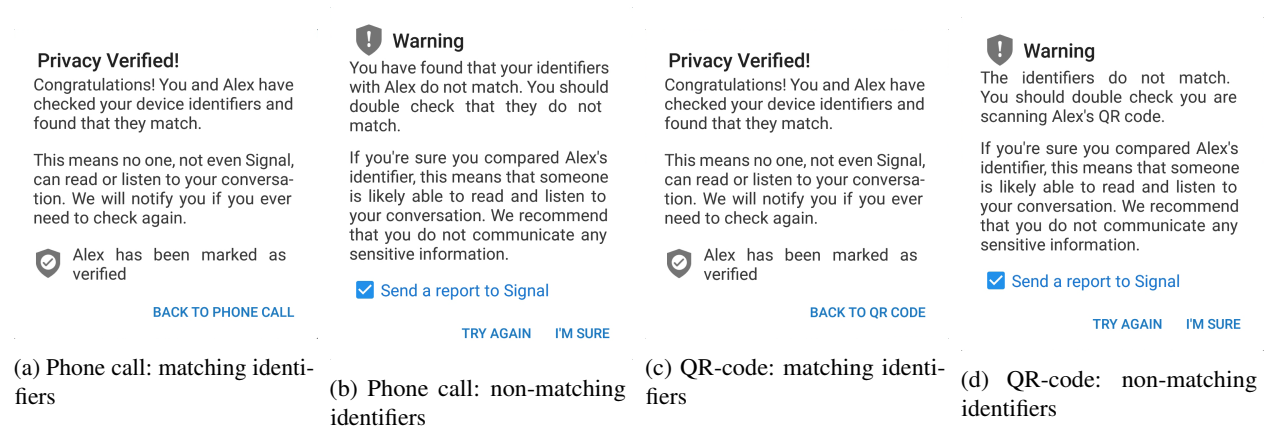 Privacy Verified!
Congratulations! You and Alex have
checked your device identifiers and
found that they match.
This means no one, not even Signal,
can read or listen to your conversa-
tion. We will notify you if you ever
need to check again.
Alex has been marked as
verified
BACK TO PHONE CALL
(a) Phone call: matching identi-
fiers
Warning
You have found that your identifiers
with Alex do not match. You should
double check that they do not
match.
If you're sure you compared Alex's
identifier, this means that someone
is likely able to read and listen to
your conversation. We recommend
that you do not communicate any
sensitive information.
Send a report to Signal
TRY AGAIN I'M SURE
(b) Phone call: non-matching
identifiers
Privacy Verified!
Congratulations! You and Alex have
checked your device identifiers and
found that they match.
This means no one, not even Signal,
can read or listen to your conversa-
tion. We will notify you if you ever
need to check again.
Alex has been marked as
verified
BACK TO QR CODE
(c) QR-code: matching identi-
fiers
Warning
The identifiers do not match.
You should double check you are
scanning Alex's QR code.
If you're sure you compared Alex's
identifier, this means that someone
is likely able to read and listen to
your conversation. We recommend
that you do not communicate any
sensitive information.
Send a report to Signal
TRY AGAIN I'M SURE
(d) QR-code: non-matching
identifiers